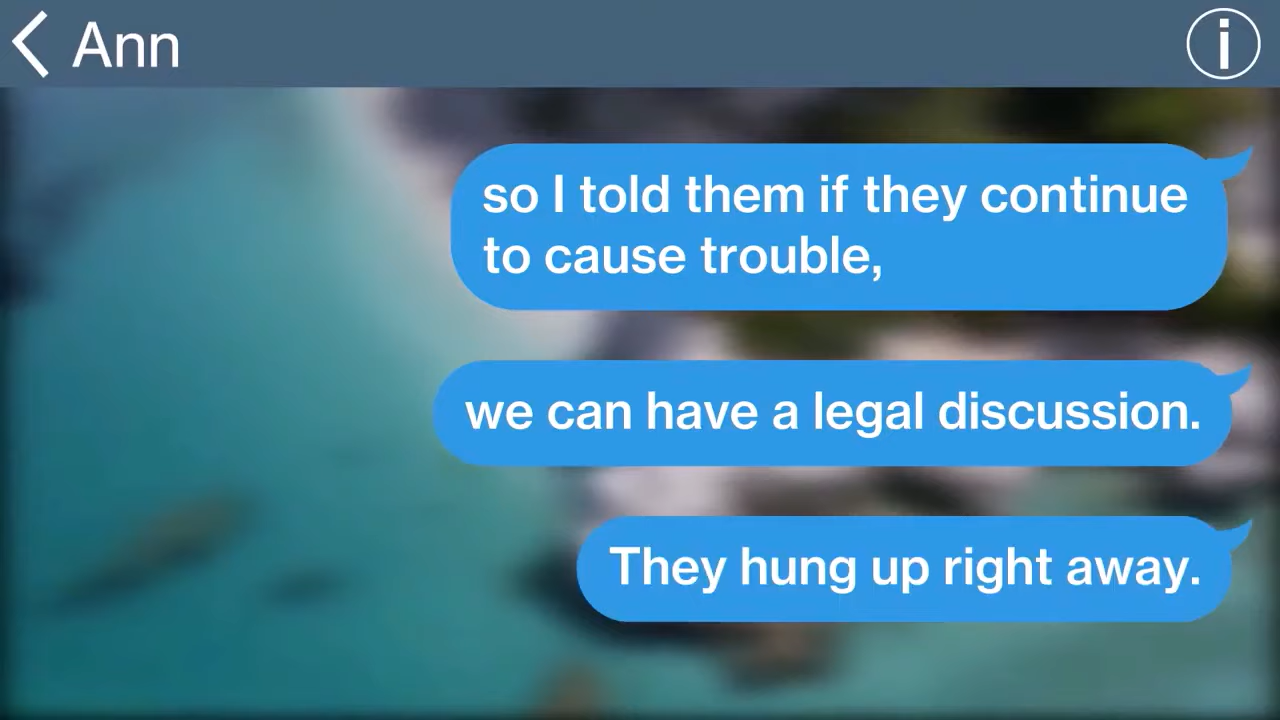 Ann
so I told them if they continue
to cause trouble,
we can have a legal discussion.
They hung up right away.